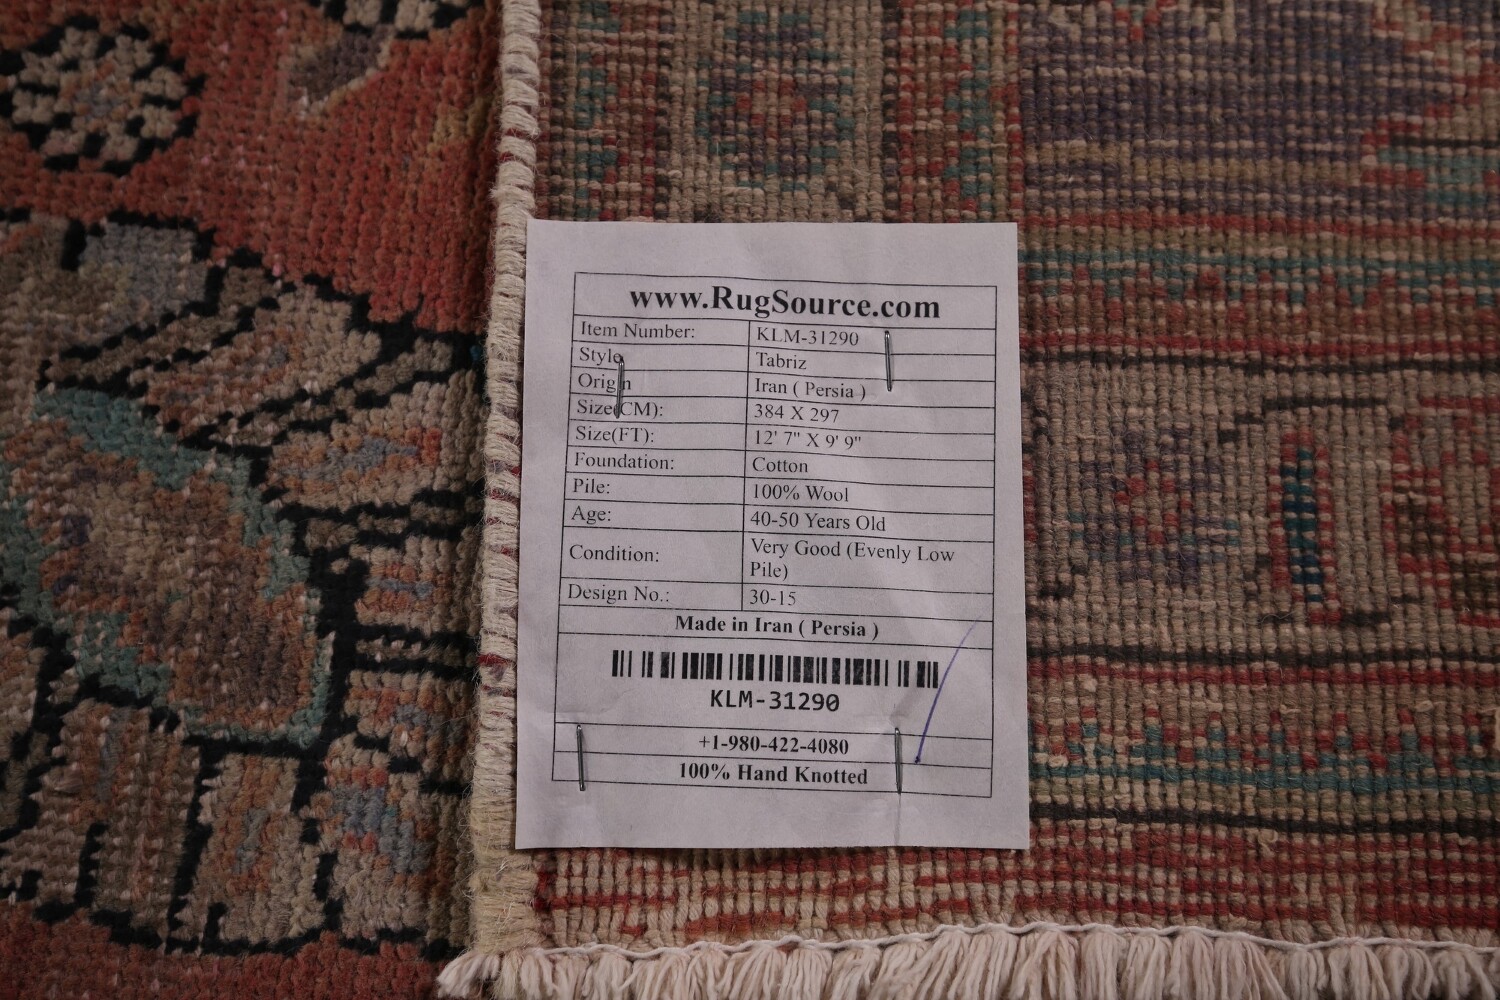 www.RugSource.com
Item Number: KLM-31290
Style Tabriz
Origin Iran ( Persia )
Size(CM): 384 X 297
Size(FT): 12' 7" X 9' 9"
Foundation: Cotton
Pile: 100% Wool
Age: 40-50 Years Old
Condition: Very Good (Evenly Low
Pile)
Design No.: 30-15
Made in Iran ( Persia )
KLM-31290
+1-980-422-4080
100% Hand Knotted